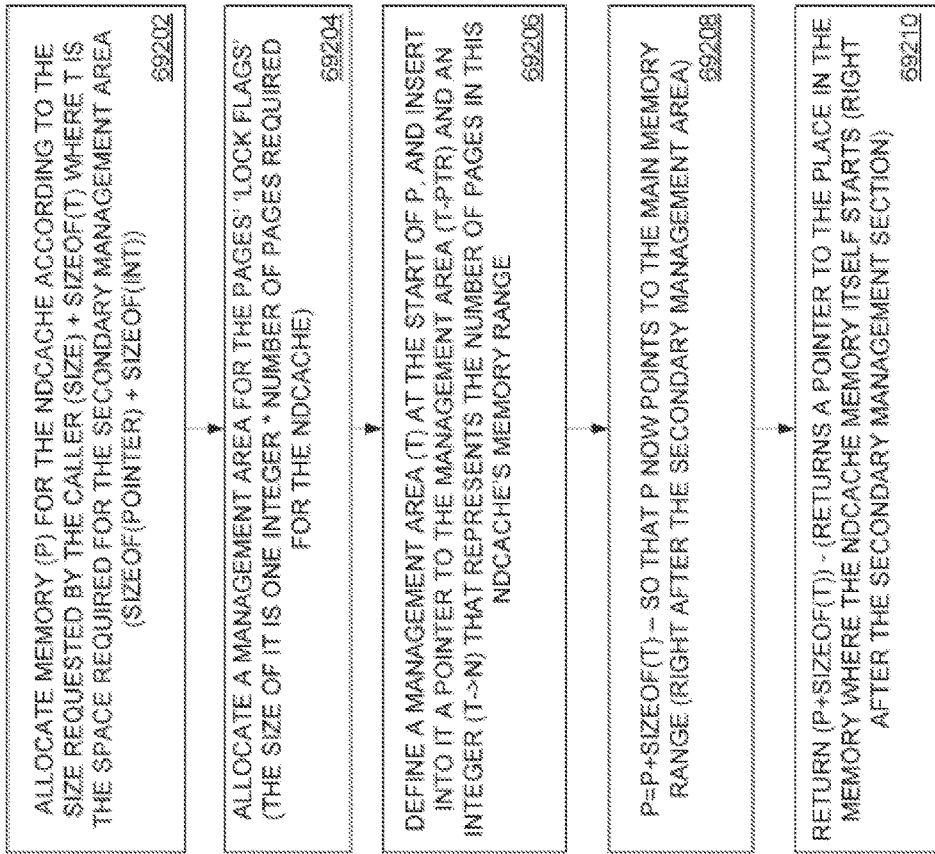 ALLOCATE MEMORY (P) FOR THE NDCACHE ACCORDING TO THE
SIZE REQUESTED BY THE CALLER (SIZE) + SIZEOF(T) WHERE T IS
THE SPACE REQUIRED FOR THE SECONDARY MANAGEMENT AREA
(SIZEOF(POINTER) + SIZEOF(INT))
69202
ALLOCATE A MANAGEMENT AREA FOR THE PAGES' 'LOCK FLAGS'
(THE SIZE OF IT IS ONE INTEGER * NUMBER OF PAGES REQUIRED
FOR THE NDCACHE)
69204
DEFINE A MANAGEMENT AREA (T) AT THE START OF P, AND INSERT
INTO IT A POINTER TO THE MANAGEMENT AREA (T-PTR) AND AN
INTEGER (T->N) THAT REPRESENTS THE NUMBER OF PAGES IN THIS
NDCACHE'S MEMORY RANGE
69206
P=P+SIZEOF(T) – SO THAT P NOW POINTS TO THE MAIN MEMORY
RANGE (RIGHT AFTER THE SECONDARY MANAGEMENT AREA)
69208
RETURN (P+SIZEOF(T)) - (RETURNS A POINTER TO THE PLACE IN THE
MEMORY WHERE THE NDCACHE MEMORY ITSELF STARTS (RIGHT
AFTER THE SECONDARY MANAGEMENT SECTION)
69210